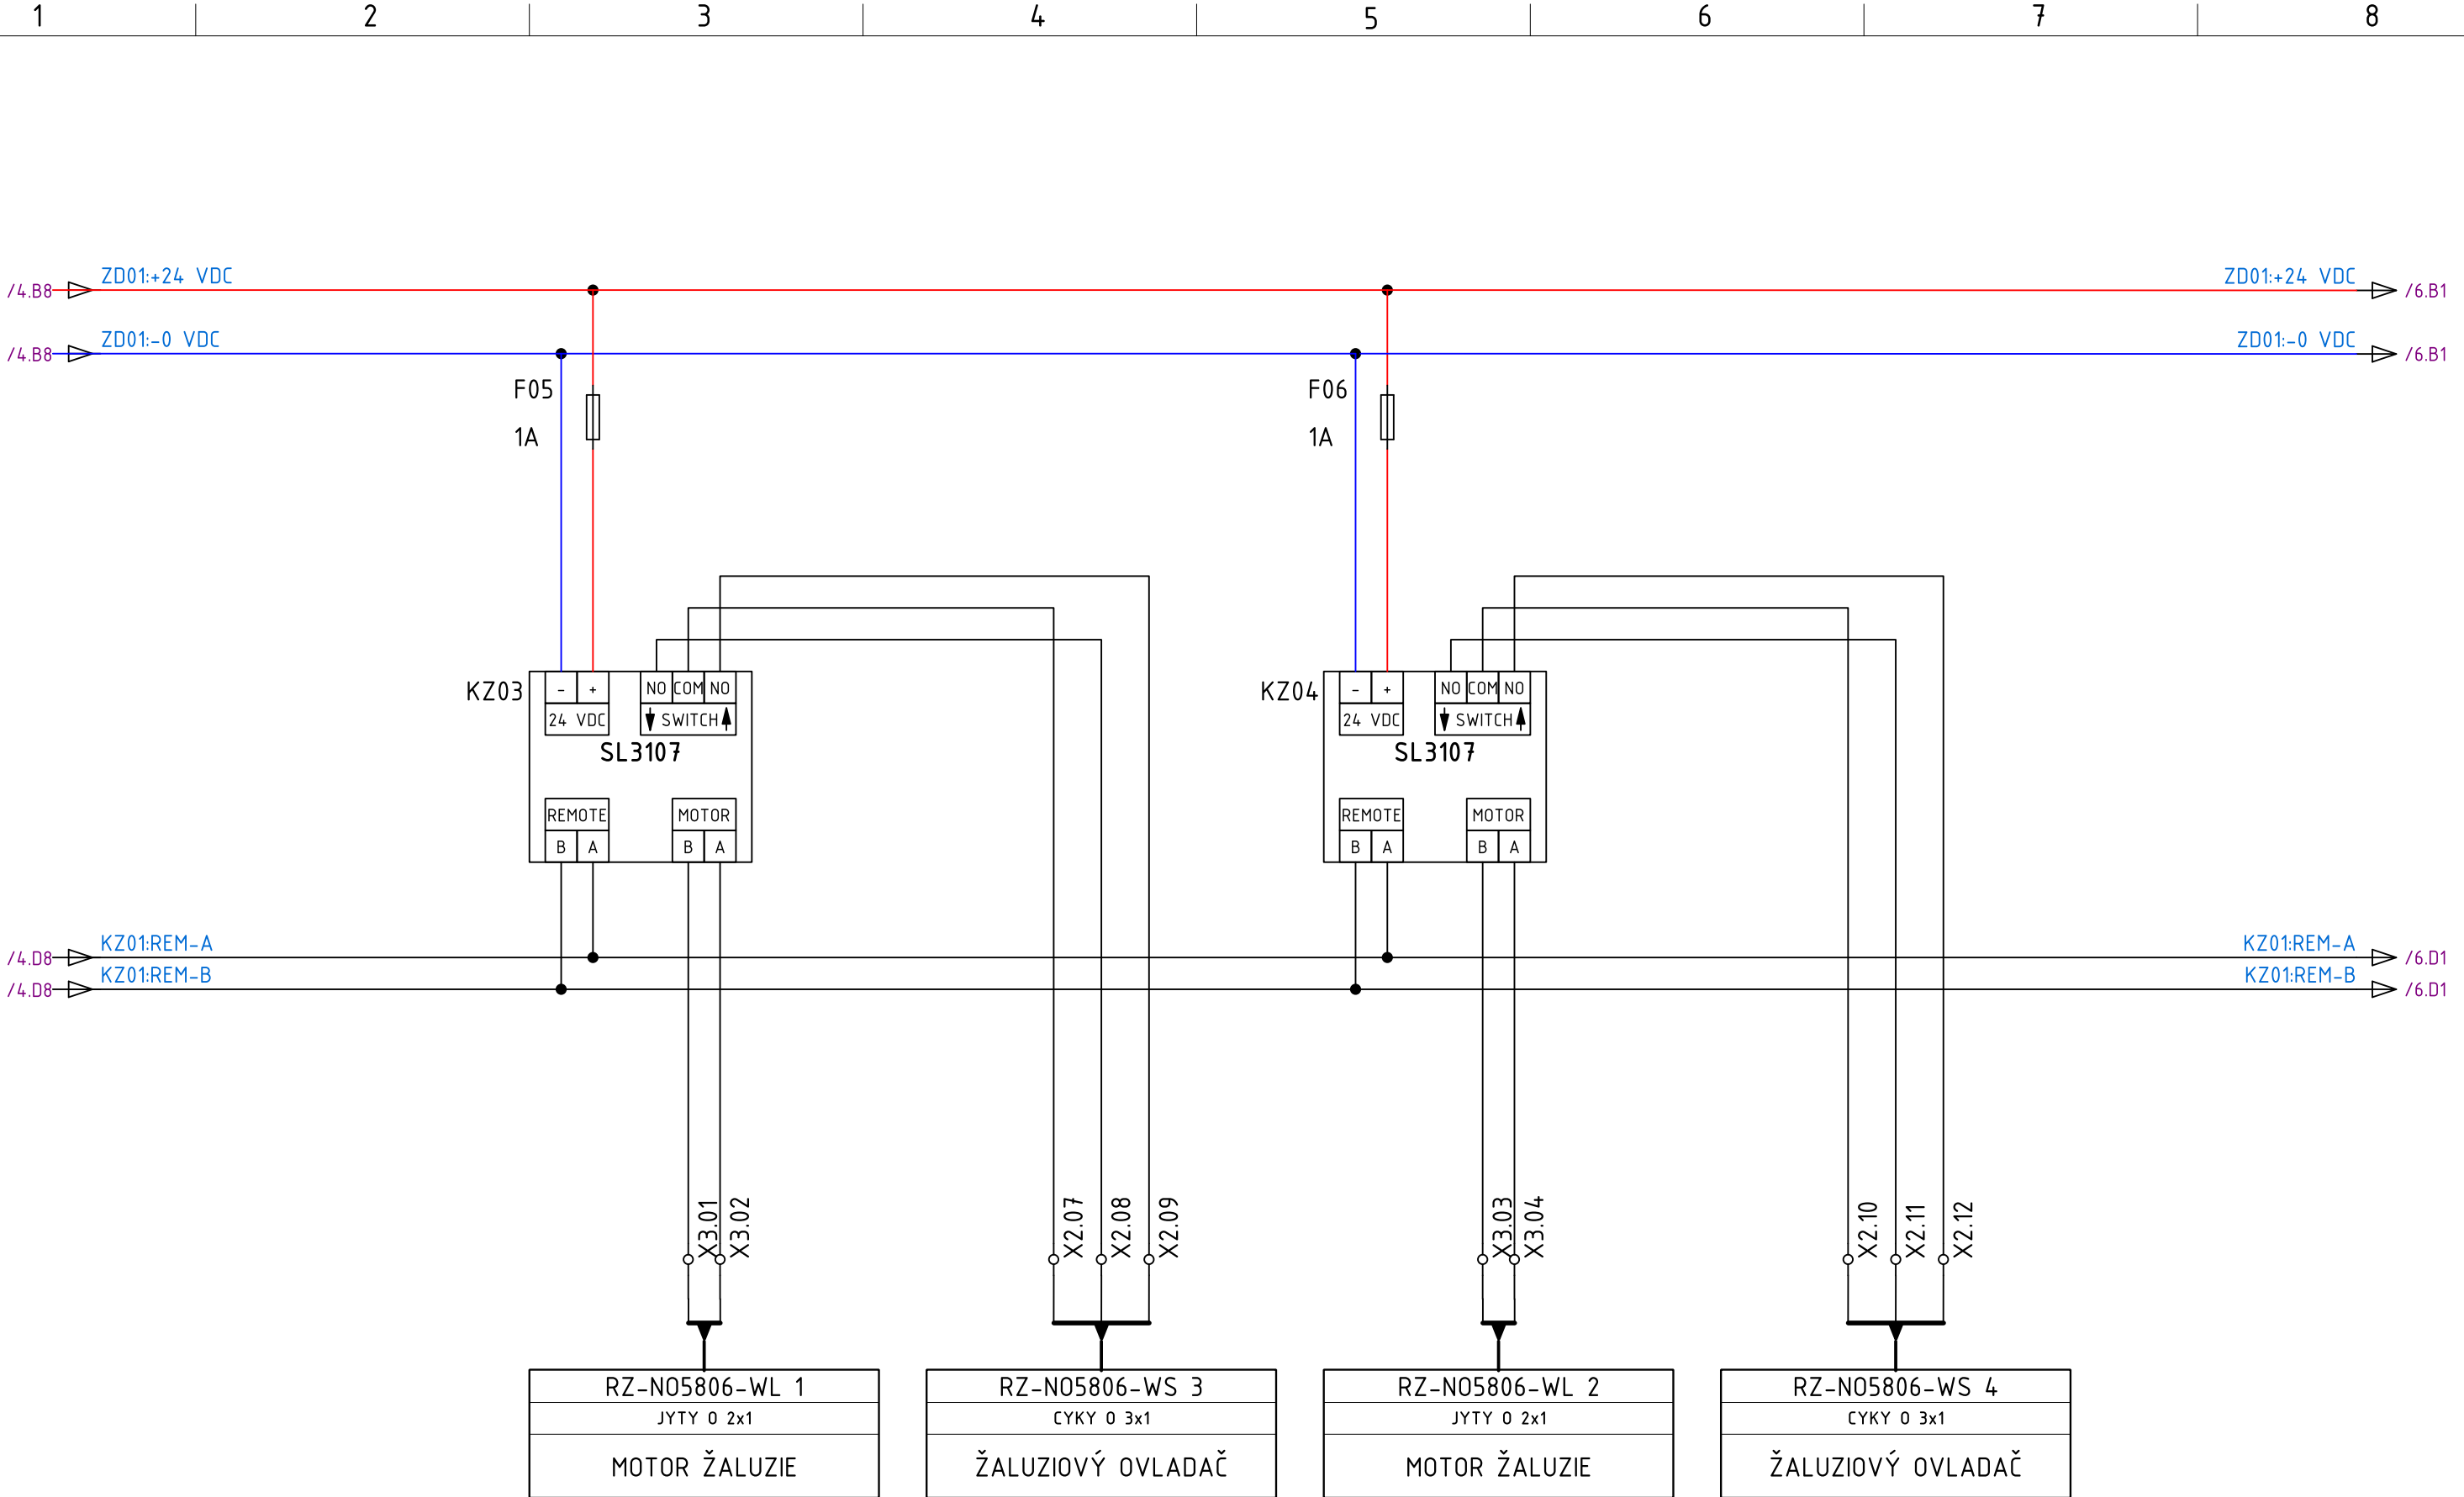 1 2 3 4 5 6 7 8
ZD01:+24 VDC ZD01:+24 VDC
/4.B8 /6.B1
ZD01:-0 VDC ZD01:-0 VDC
/4.B8 /6.B1
F05 F06
1A 1A
KZ03 - + NO COM NO KZ04 - + NO COM NO
24 VDC SWITCH 24 VDC SWITCH
SL3107 SL3107
REMOTE MOTOR REMOTE MOTOR
B A B A B A B A
KZ01:REM-A KZ01:REM-A
/4.D8 /6.D1
KZ01:REM-B KZ01:REM-B
/4.D8 /6.D1
X3.01 X3.02 X2.07 X2.08 X2.09 X3.03 X3.04 X2.10 X2.11 X2.12
RZ-N05806-WL 1 RZ-N05806-WS 3 RZ-N05806-WL 2 RZ-N05806-WS 4
JYTY O 2x1 CYKY O 3x1 JYTY O 2x1 CYKY O 3x1
MOTOR ŽALUZIE ŽALUZIOVÝ OVLADAČ MOTOR ŽALUZIE ŽALUZIOVÝ OVLADAČ